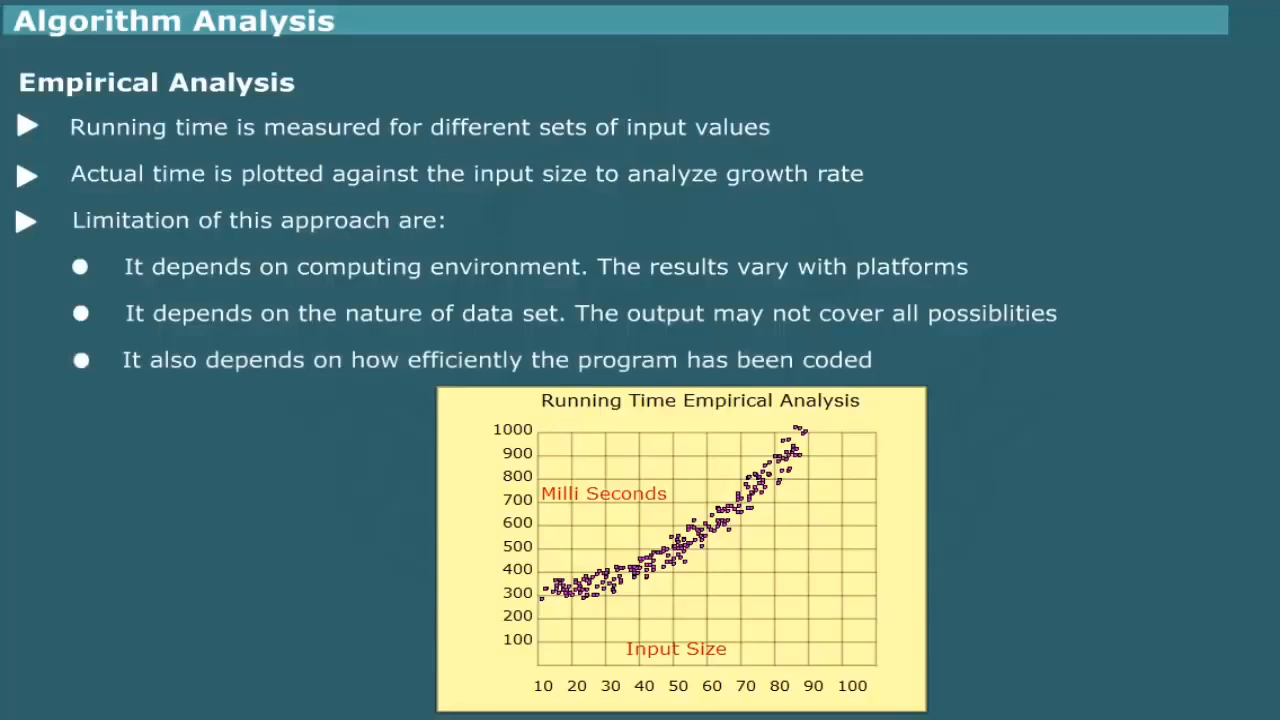 Algorithm Analysis
Empirical Analysis
Running time is measured for different sets of input values
Actual time is plotted against the input size to analyze growth rate
Limitation of this approach are:
It depends on computing environment. The results vary with platforms
It depends on the nature of data set. The output may not cover all possiblities
It also depends on how efficiently the program has been coded
Running Time Empirical Analysis
1000
900
800
Milli Seconds
700
600
500
400
300
200
100
Input Size
10 20 30 40 50 60 70 80 90 100